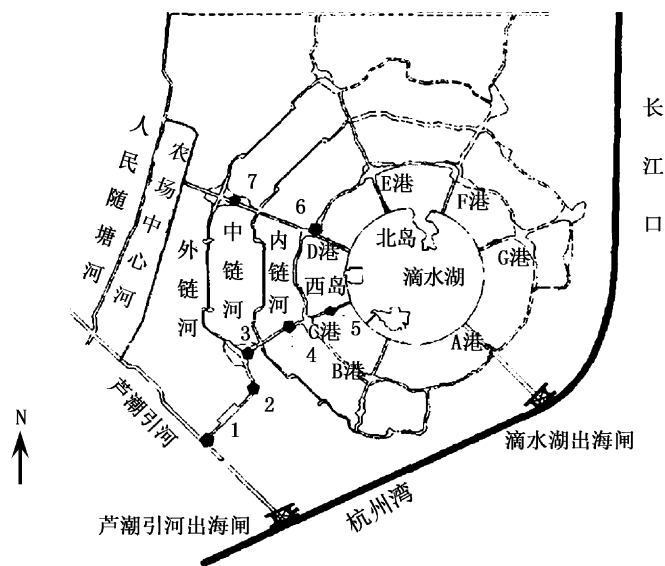 长江口
人民随塘河
农场中心河
外链河
中链河
内链河
7
6
E港
F港
北岛
D港
G港
西岛
滴水湖
3
C港
5
4
A港
B港
2
芦潮引河
1
N
滴水湖出海闸
杭州湾
芦潮引河出海闸